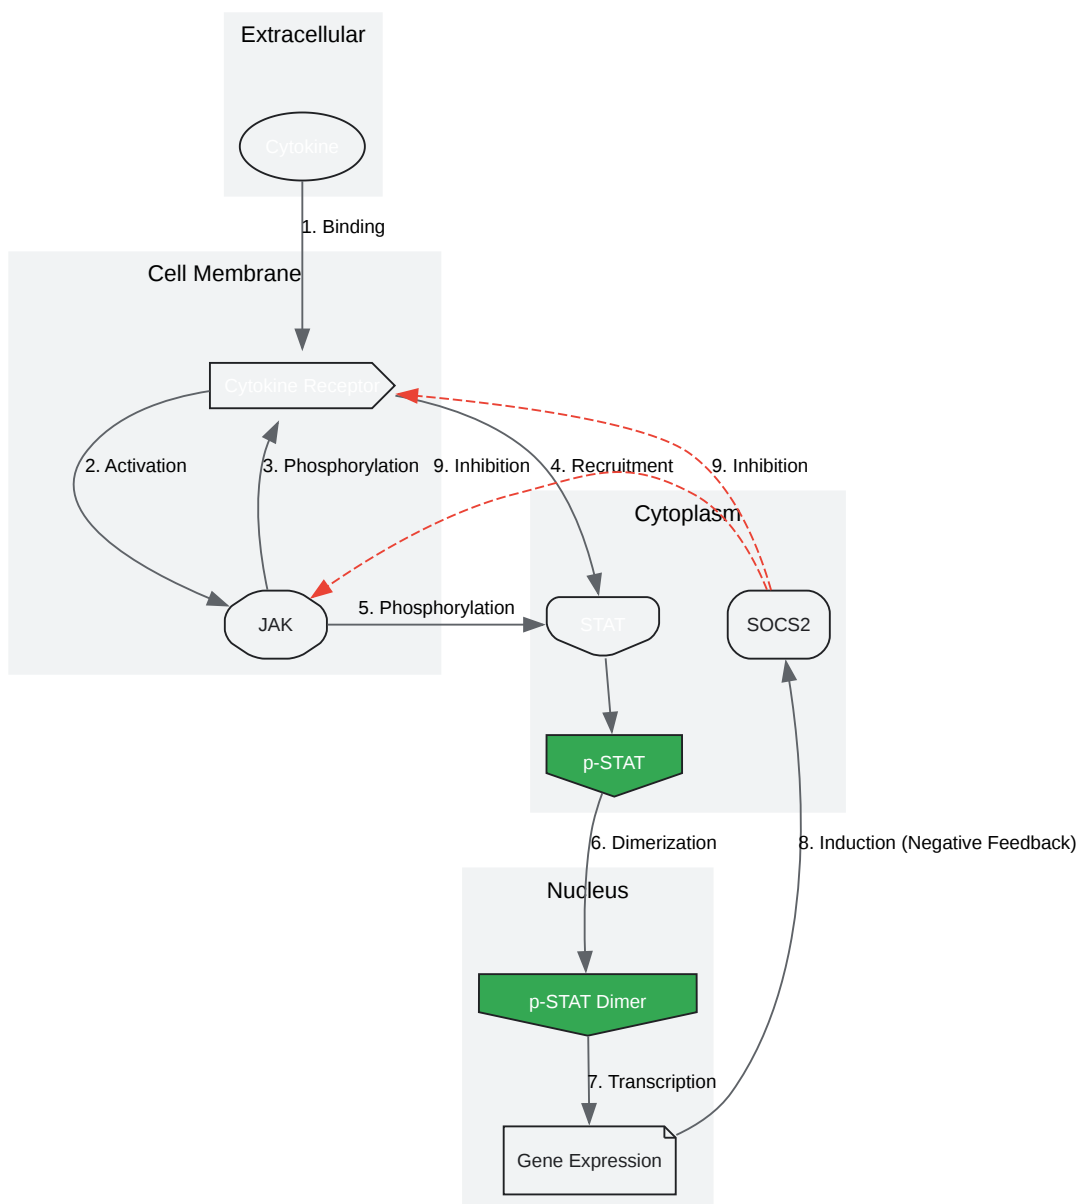 Extracellular
Cytokine
1. Binding
Cell Membrane
Cytokine Receptor
2. Activation
3. Phosphorylation
9. Inhibition
4. Recruitment
9. Inhibition
Cytoplasm
JAK
5. Phosphorylation
STAT
SOCS2
p-STAT
6. Dimerization
8. Induction (Negative Feedback)
Nucleus
p-STAT Dimer
7. Transcription
Gene Expression